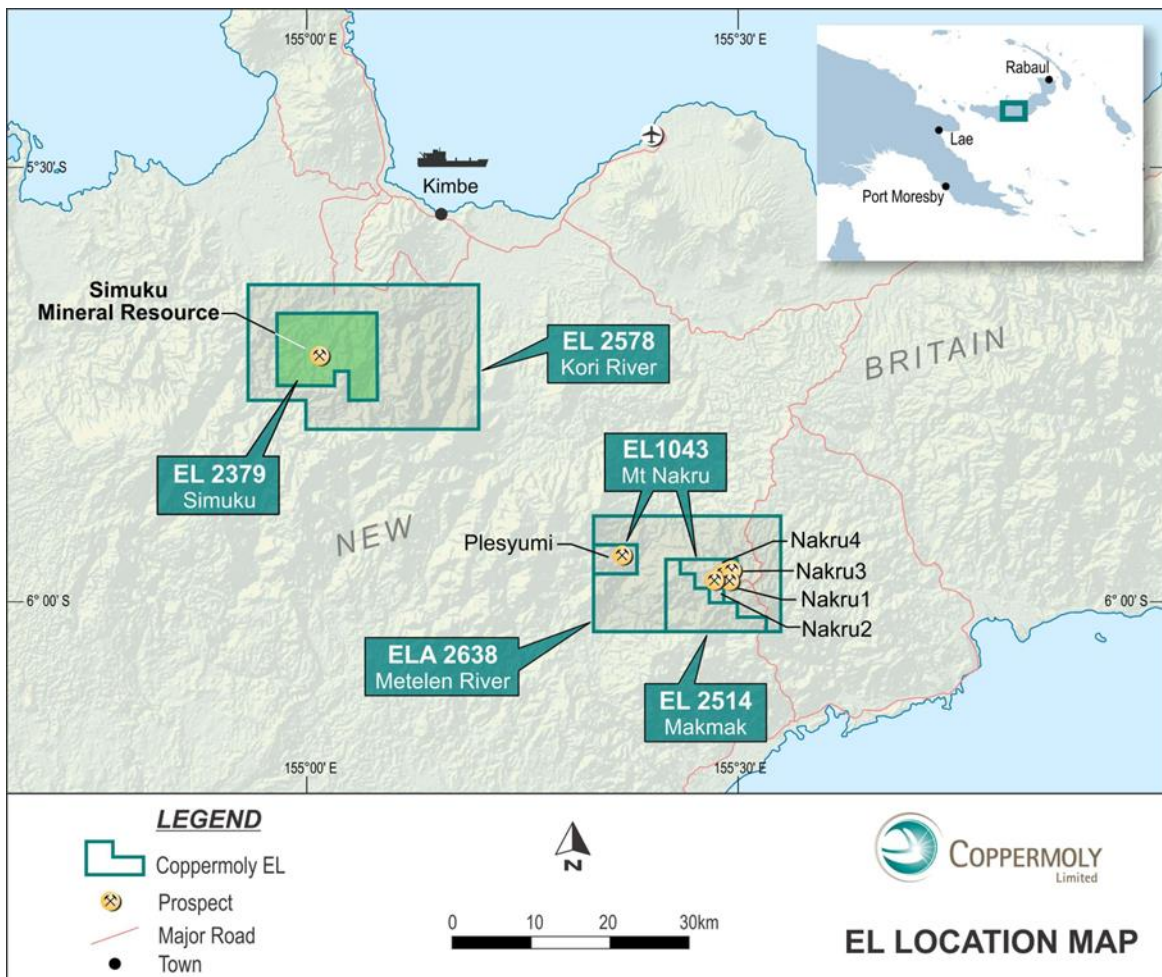 155°00' E
155°30' E
Rabaul
Lae
Port Moresby
5°30' S
Kimbe
Simuku
Mineral Resource
EL 2578
Kori River
BRITAIN
EL 2379
Simuku
EL1043
Mt Nakru
NEW
Plesyumi
Nakru4
Nakru3
Nakru1
Nakru2
6°00' S
6°00' S
ELA 2638
Metelen River
EL 2514
Makmak
155°00' E
155°30' E
LEGEND
Coppermoly EL
Prospect
Major Road
Town
N
0 10 20 30km
COPPERMOLY
Limited
EL LOCATION MAP